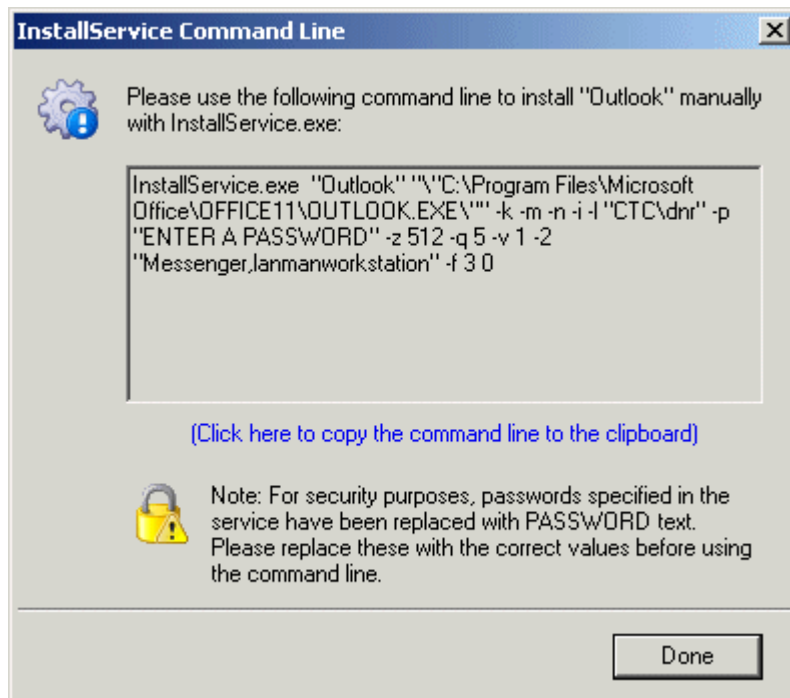 InstallService Command Line
Please use the following command line to install "Outlook" manually
with InstallService.exe:
InstallService.exe  "Outlook" "\"C:\Program Files\Microsoft
Office\OFFICE11\OUTLOOK.EXE\"" -k -m -n -i -l "CTC\dnr" -p
"ENTER A PASSWORD" -z 512 -q 5 -v 1 -2
"Messenger,lanmanworkstation" -f 3 0
(Click here to copy the command line to the clipboard)
Note: For security purposes, passwords specified in the
service have been replaced with PASSWORD text.
Please replace these with the correct values before using
the command line.
Done